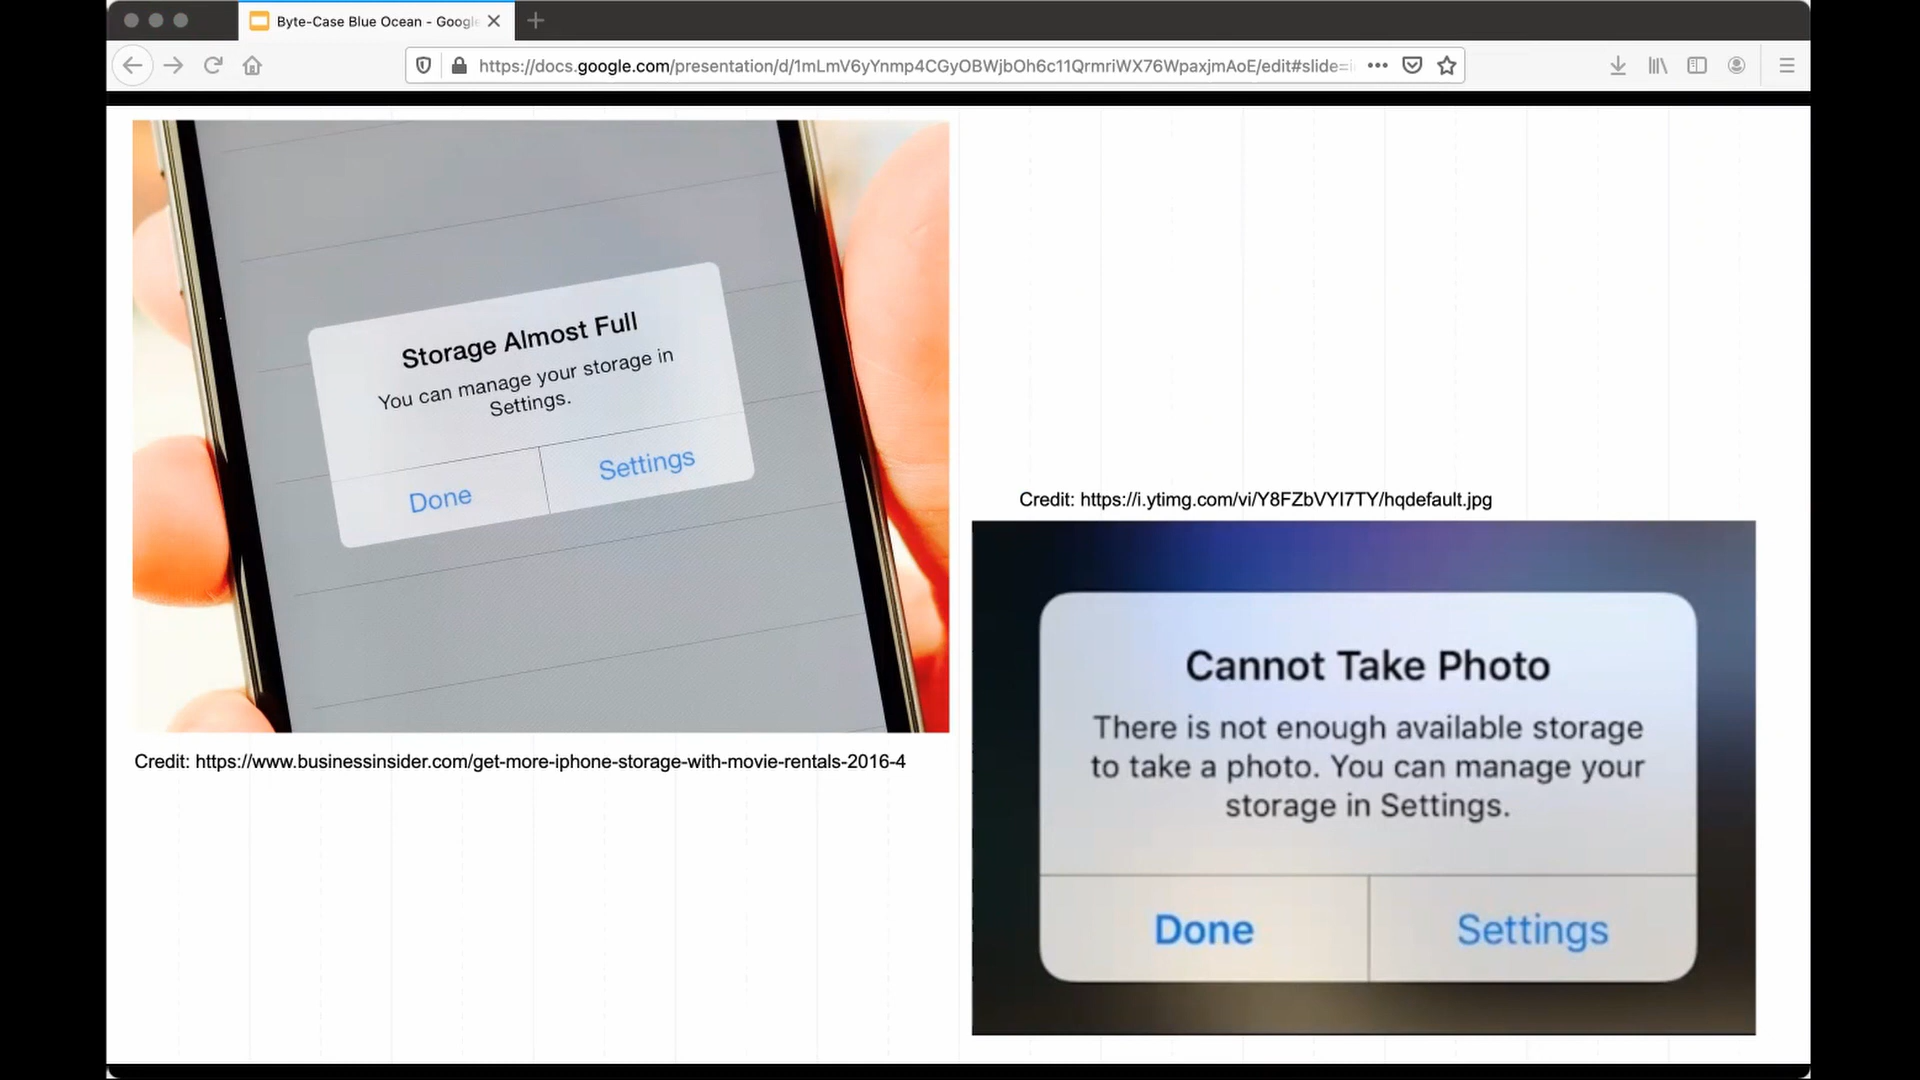 Byte-Case Blue Ocean - Google
https://docs.google.com/presentation/d/1mLmV6yYnmp4CGyOBWjbOh6c11QrmriWX76WpaxjmAoE/edit#slide=i
Storage Almost Full
You can manage your storage in
Settings.
Done
Settings
Credit: https://www.businessinsider.com/get-more-iphone-storage-with-movie-rentals-2016-4
Credit: https://i.ytimg.com/vi/Y8FZbVYI7TY/hqdefault.jpg
Cannot Take Photo
There is not enough available storage
to take a photo. You can manage your
storage in Settings.
Done
Settings